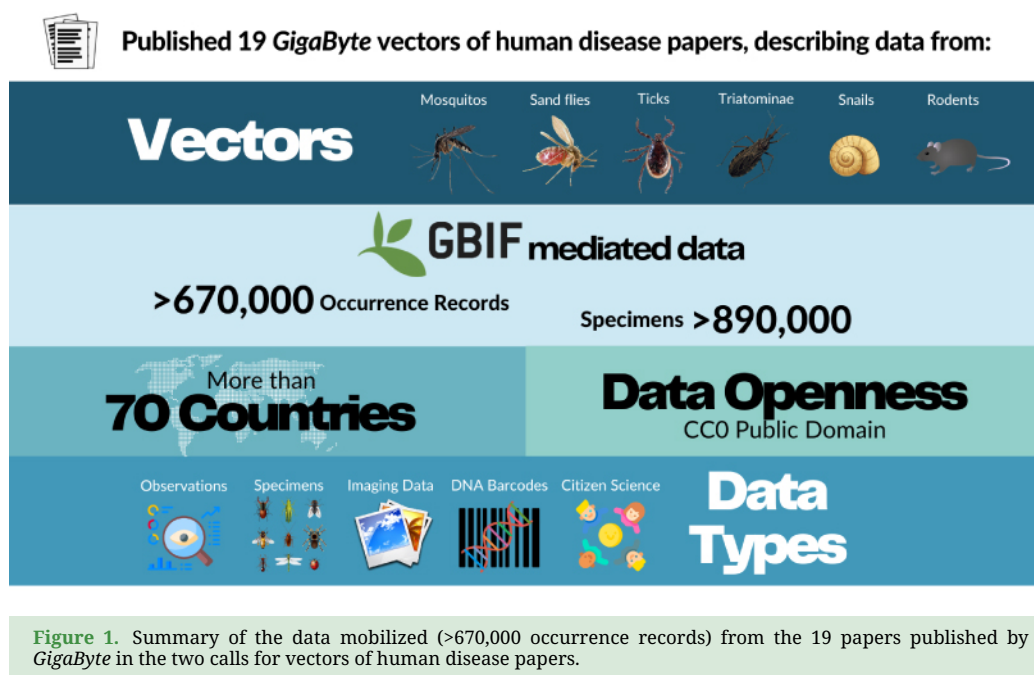 Published 19 GigaByte vectors of human disease papers, describing data from:
Vectors
Mosquitos Sand flies Ticks Triatominae Snails Rodents
GBIF mediated data
>670,000 Occurrence Records
Specimens >890,000
More than
70 Countries
Data Openness
CC0 Public Domain
Observations Specimens Imaging Data DNA Barcodes Citizen Science
Data
Types
Figure 1. Summary of the data mobilized (>670,000 occurrence records) from the 19 papers published by
GigaByte in the two calls for vectors of human disease papers.